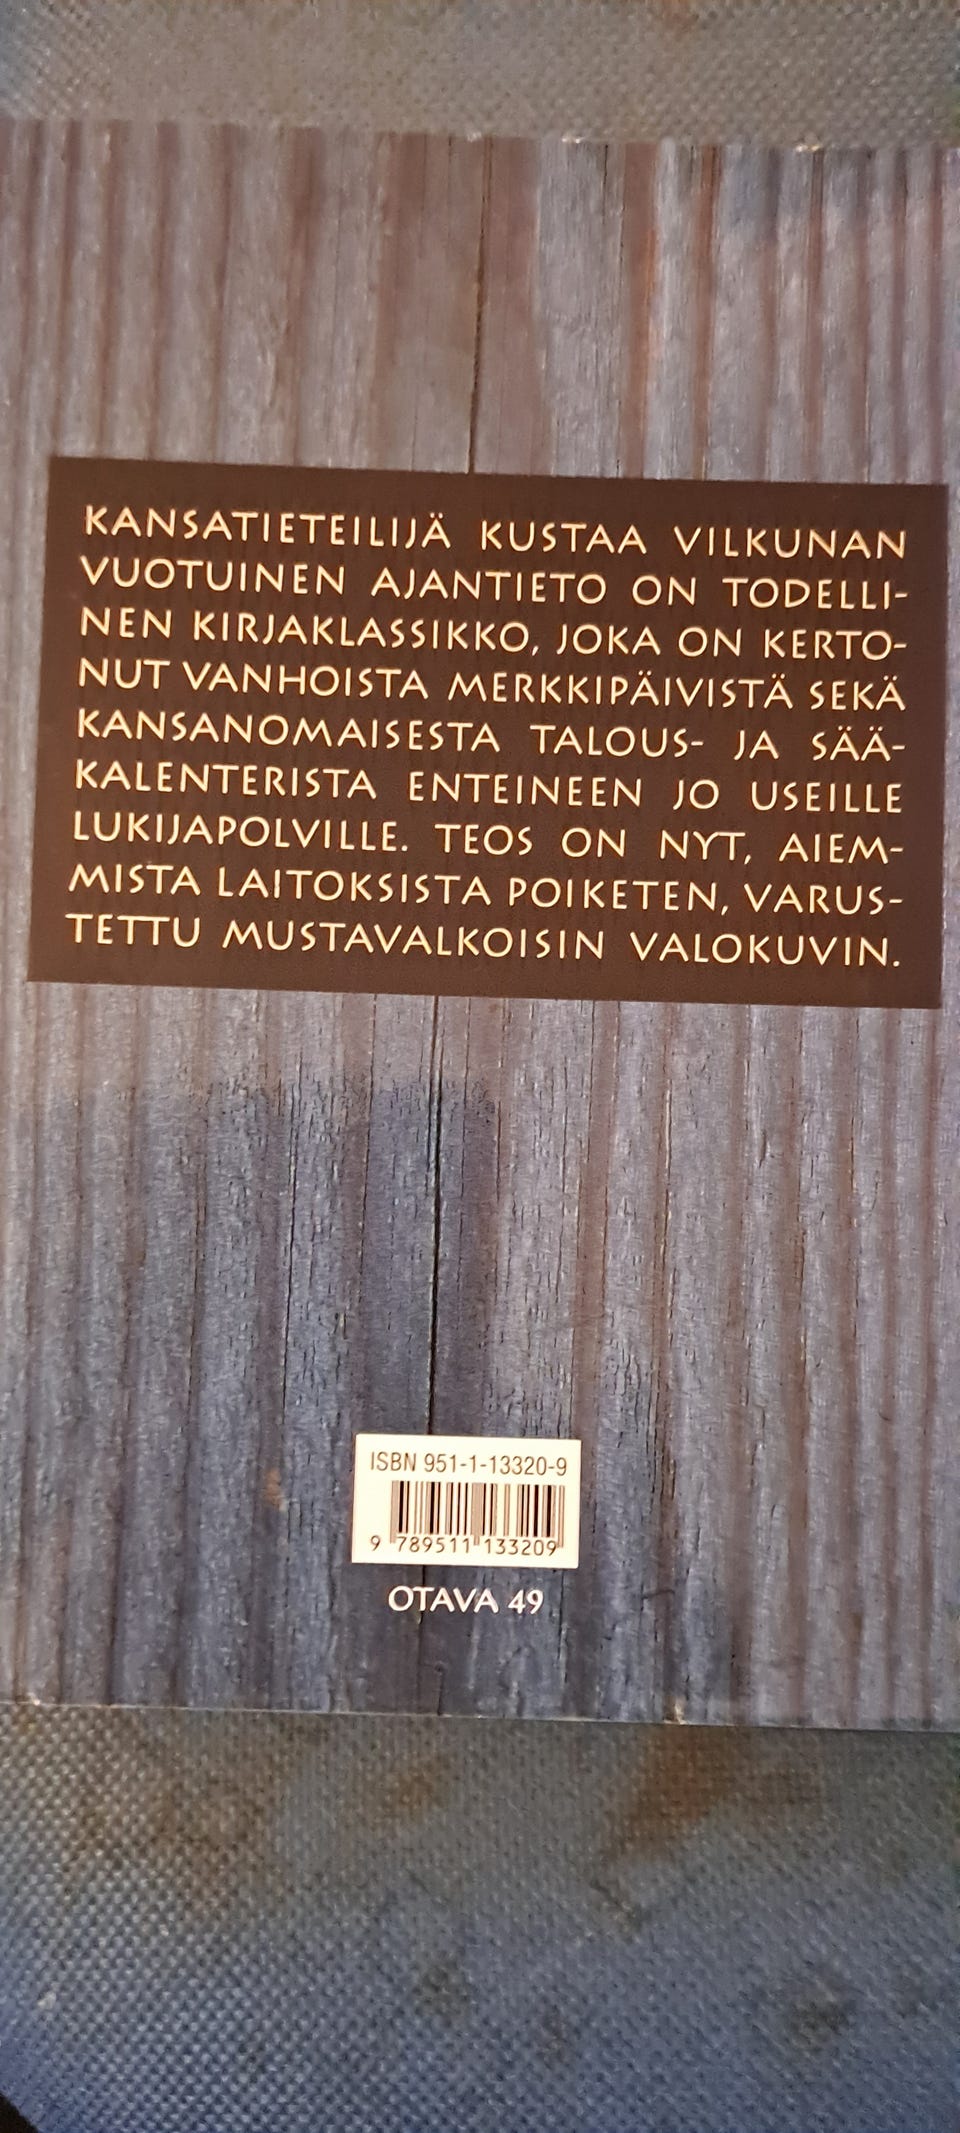 KANSATIETEILIJÄ KUSTAA VILKUNAN
VUOTUINEN AJANTIETO ON TODELLI-
NEN KIRJAKLASSIKKO, JOKA ON KERTO-
NUT VANHOISTA MERKKIPÄIVISTÄ SEKÄ
KANSANOMAISESTA TALOUS- JA SÄÄ-
KALENTERISTA ENTEINEEN JO USEILLE
LUKIJAPOLVILLE. TEOS ON NYT, AIEM-
MISTA LAITOKSISTA POIKETEN, VARUS-
TETTU MUSTAVALKOISIN VALOKUVIN.
ISBN 951-1-13320-9
9 789511 133209
OTAVA 49